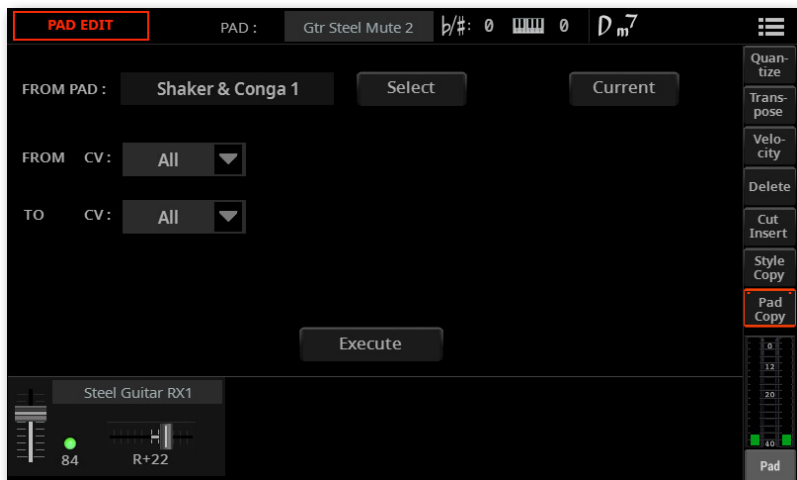 PAD EDIT PAD : Gtr Steel Mute 2 ♭/#: 0 0 D m7
FROM PAD : Shaker & Conga 1 Select Current
FROM CV : All
TO CV : All
Execute
Quan-
tize
Trans-
pose
Velo-
city
Delete
Cut
Insert
Style
Copy
Pad
Copy
0
12
20
40
Pad
Steel Guitar RX1
84 R+22